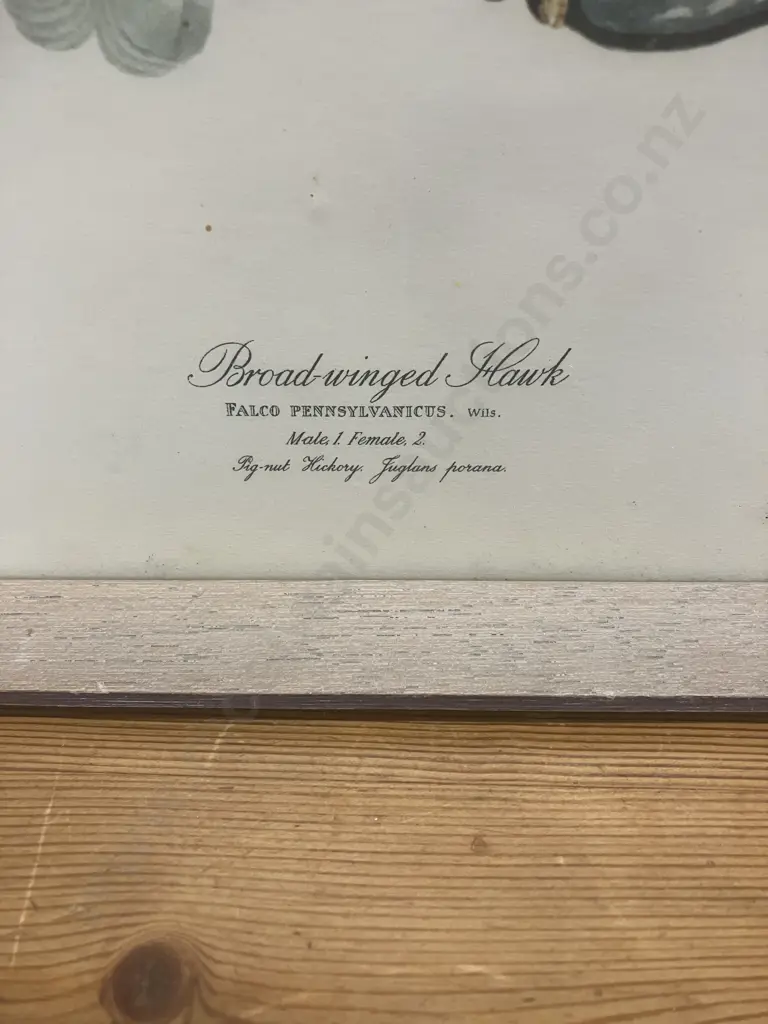 Broad-winged Hawk
FALCO PENNSYLVANICUS. Wils.
Male, 1. Female, 2.
Pig-nut Hickory. Juglans porana.